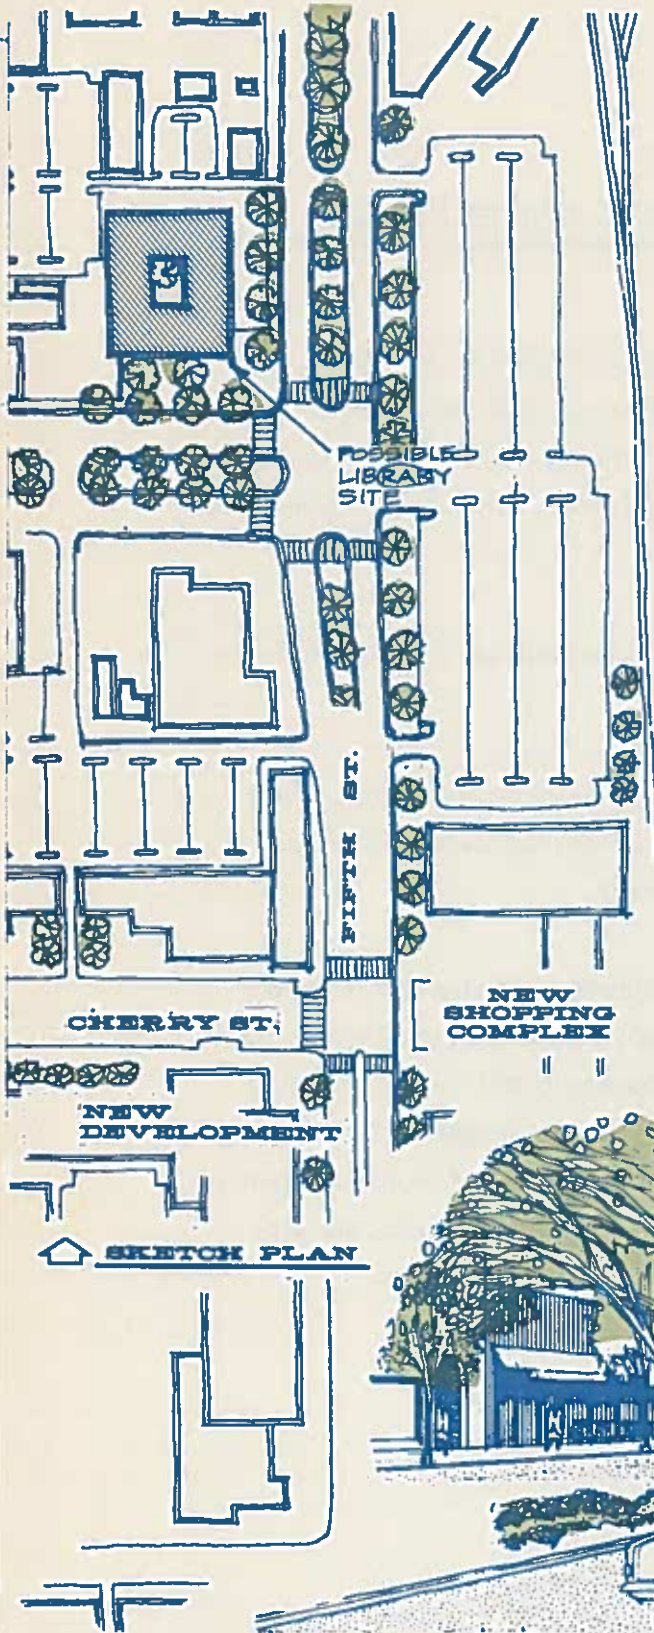 POSSIBLE
LIBRARY
SITE
FIFTH ST.
CHERRY ST.
NEW
SHOPPING
COMPLEX
NEW
DEVELOPMENT
SKETCH PLAN